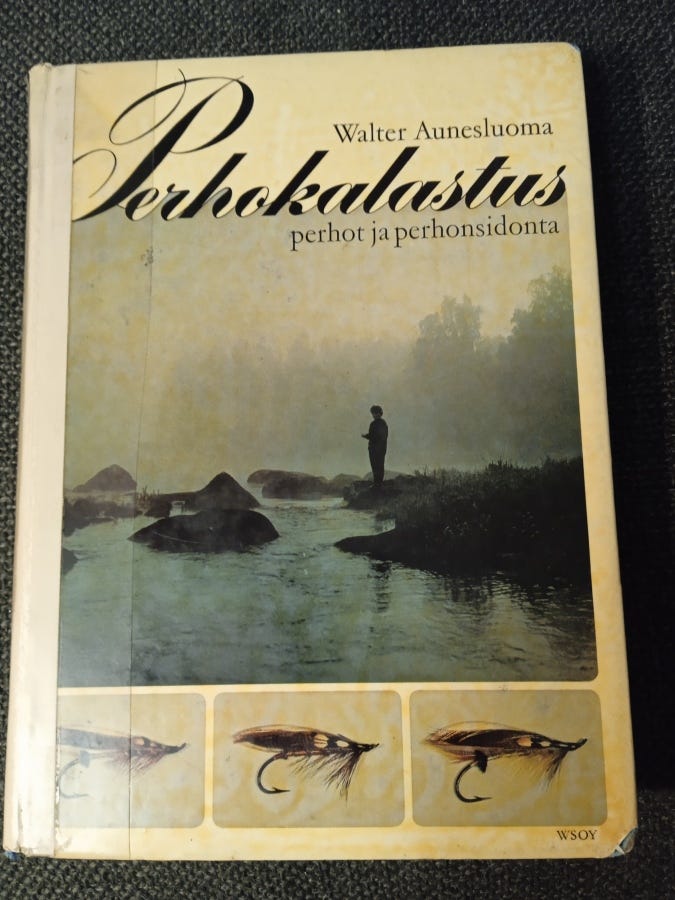 Walter Aunesluoma
Perhokalastus
perhot ja perhonsidonta
WSOY